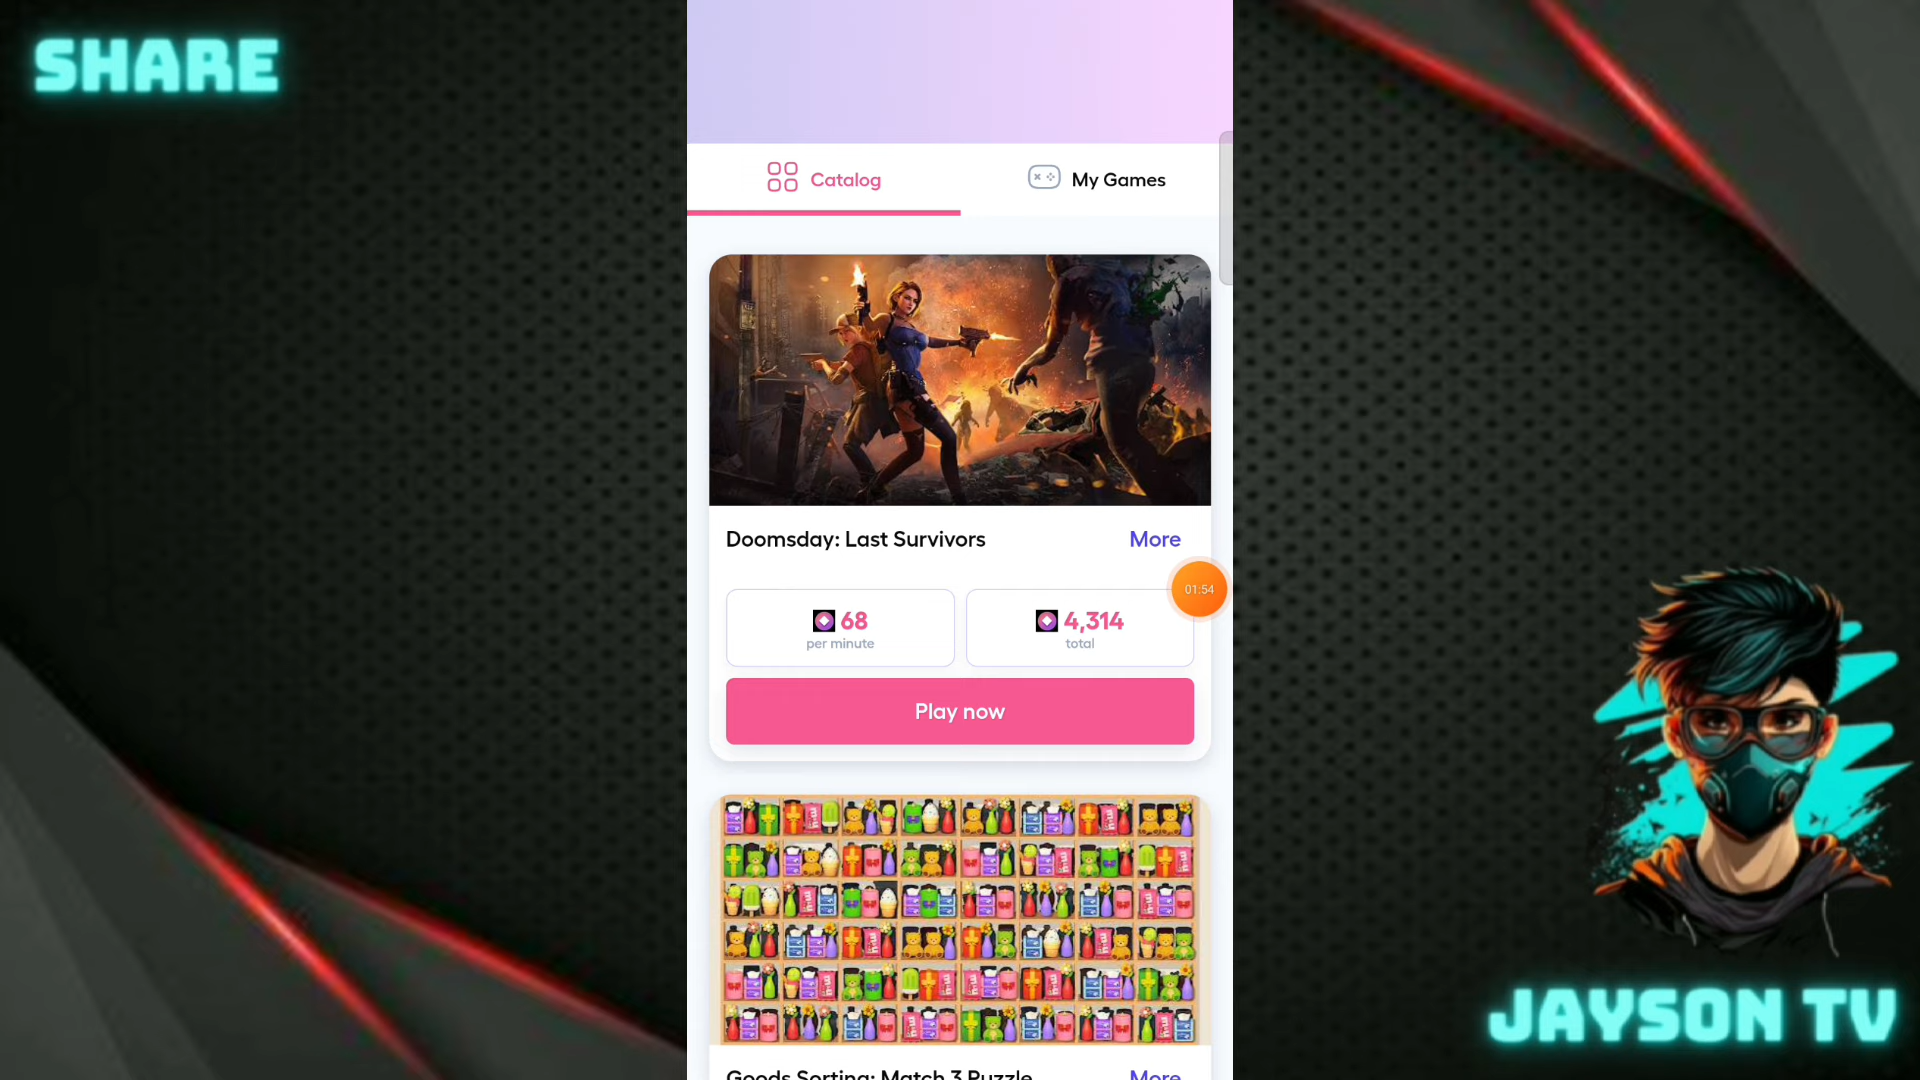 SHARE
Catalog
My Games
Doomsday: Last Survivors
More
01:54
68
per minute
4,314
total
Play now
Goods Sorting: Match 3 Puzzle
More
JAYSON TV